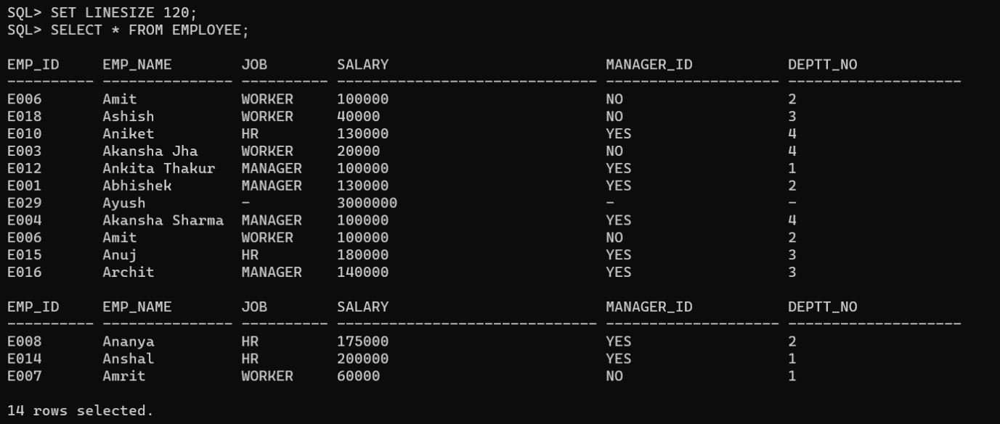 SQL> SET LINESIZE 120;
SQL> SELECT * FROM EMPLOYEE;
EMP_ID     EMP_NAME        JOB        SALARY                         MANAGER_ID           DEPTT_NO
---------- --------------- ---------- ------------------------------ -------------------- --------------------
E006       Amit            WORKER     100000                         NO                   2
E018       Ashish          WORKER     40000                          NO                   3
E010       Aniket          HR         130000                         YES                  4
E003       Akansha Jha     WORKER     20000                          NO                   4
E012       Ankita Thakur   MANAGER    100000                         YES                  1
E001       Abhishek        MANAGER    130000                         YES                  2
E029       Ayush           -          3000000                        -                    -
E004       Akansha Sharma  MANAGER    100000                         YES                  4
E006       Amit            WORKER     100000                         NO                   2
E015       Anuj            HR         180000                         YES                  3
E016       Archit          MANAGER    140000                         YES                  3
EMP_ID     EMP_NAME        JOB        SALARY                         MANAGER_ID           DEPTT_NO
---------- --------------- ---------- ------------------------------ -------------------- --------------------
E008       Ananya          HR         175000                         YES                  2
E014       Anshal          HR         200000                         YES                  1
E007       Amrit           WORKER     60000                          NO                   1
14 rows selected.